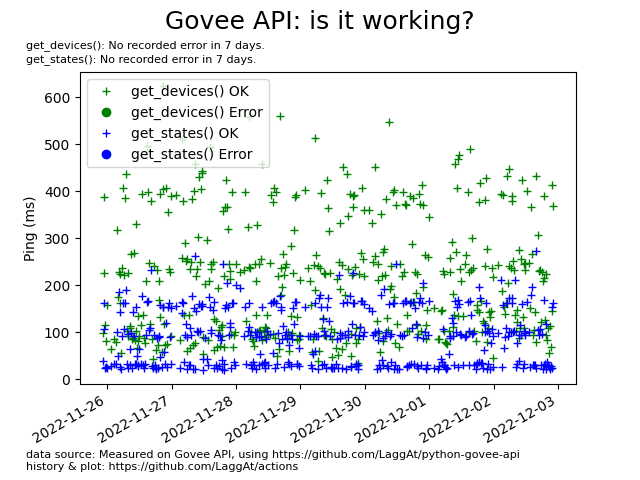 Govee API: is it working?
get_devices(): No recorded error in 7 days.
get_states(): No recorded error in 7 days.
get_devices() OK
get_devices() Error
get_states() OK
get_states() Error
Ping (ms)
600
500
400
300
200
100
0
2022-11-26
2022-11-27
2022-11-28
2022-11-29
2022-11-30
2022-12-01
2022-12-02
2022-12-03
data source: Measured on Govee API, using https://github.com/LaggAt/python-govee-api
history & plot: https://github.com/LaggAt/actions